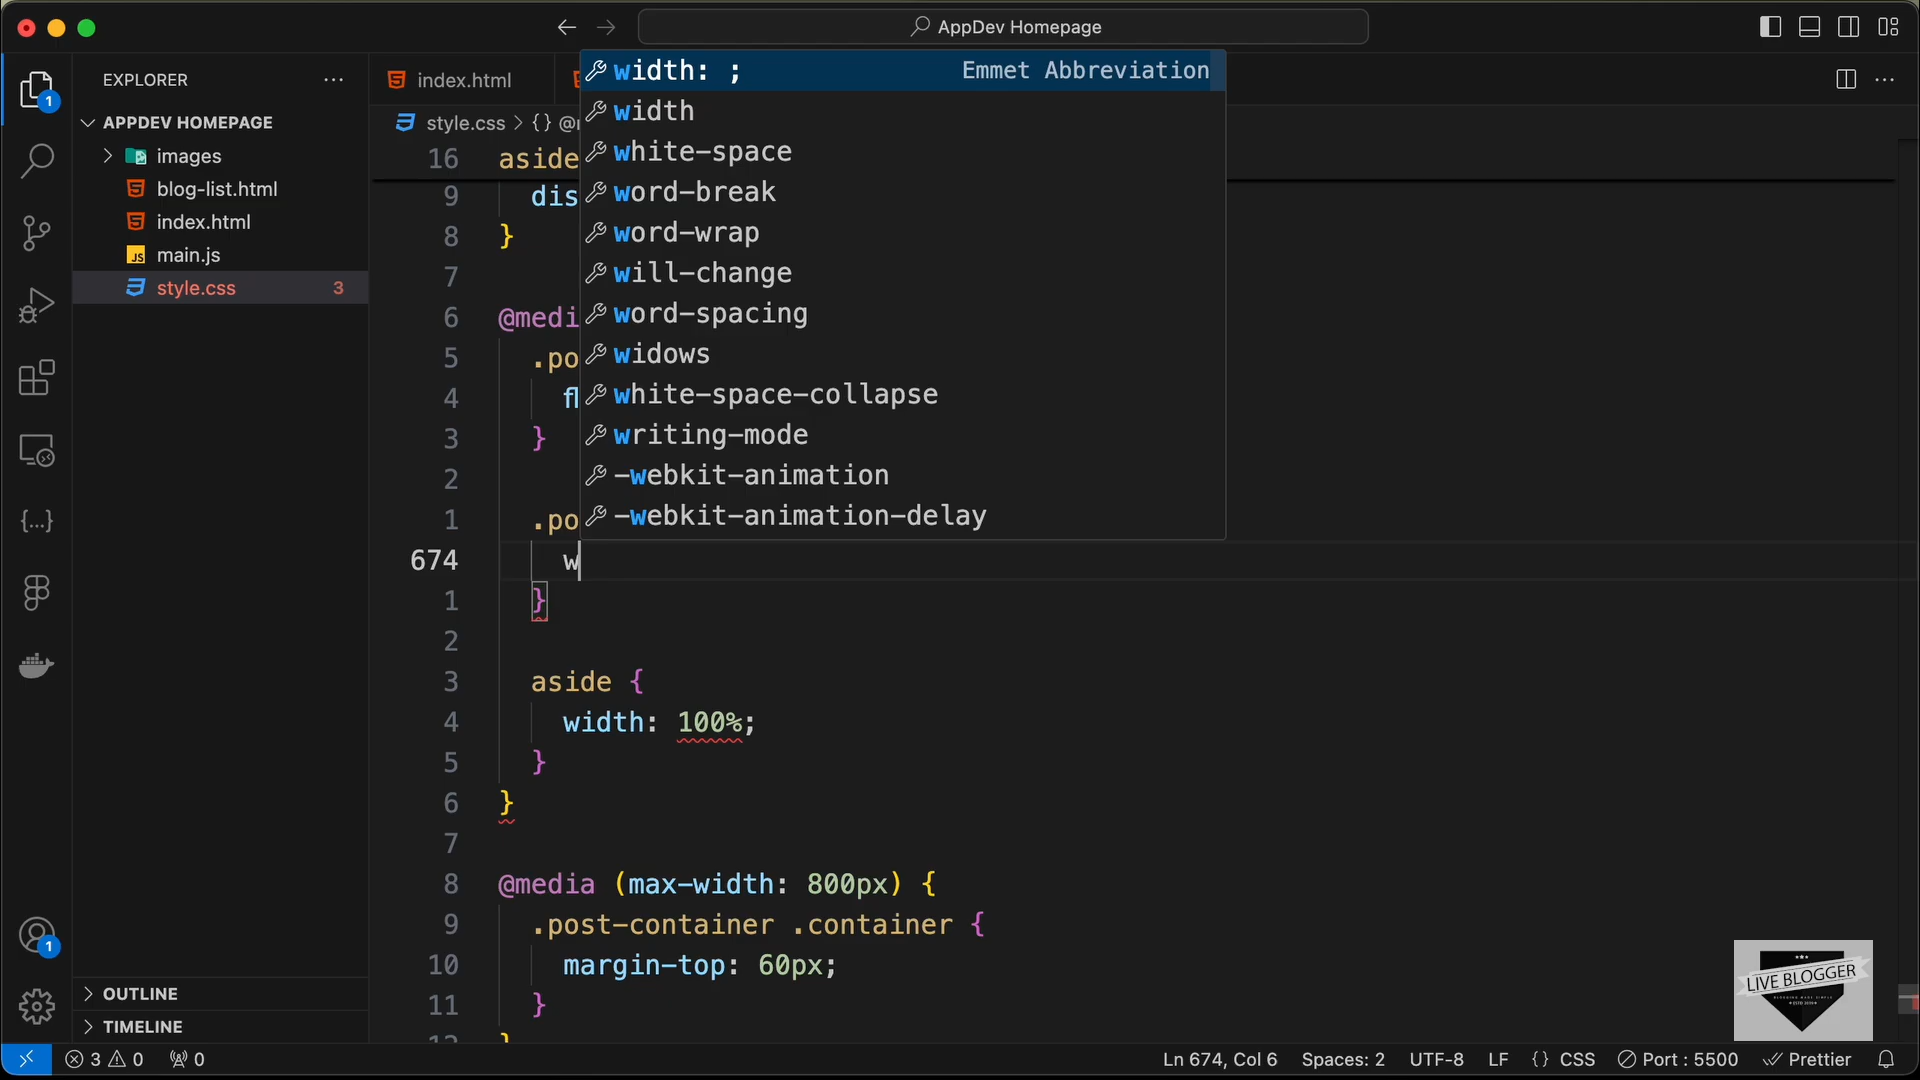 AppDev Homepage
EXPLORER
index.html
APPDEV HOMEPAGE
images
blog-list.html
index.html
main.js
style.css 3
OUTLINE
TIMELINE
style.css > {} @
width: ; Emmet Abbreviation
width
white-space
word-break
word-wrap
will-change
word-spacing
widows
white-space-collapse
writing-mode
-webkit-animation
-webkit-animation-delay
16 aside
9 dis
8 }
7
6 @medi
5 .po
4 fl
3 }
2
1 .po
674 w
1 }
2
3 aside {
4 width: 100%;
5 }
6 }
7
8 @media (max-width: 800px) {
9 .post-container .container {
10 margin-top: 60px;
11 }
1
1
LIVE BLOGGER
3 0 0
Ln 674, Col 6 Spaces: 2 UTF-8 LF {} CSS Port : 5500 Prettier